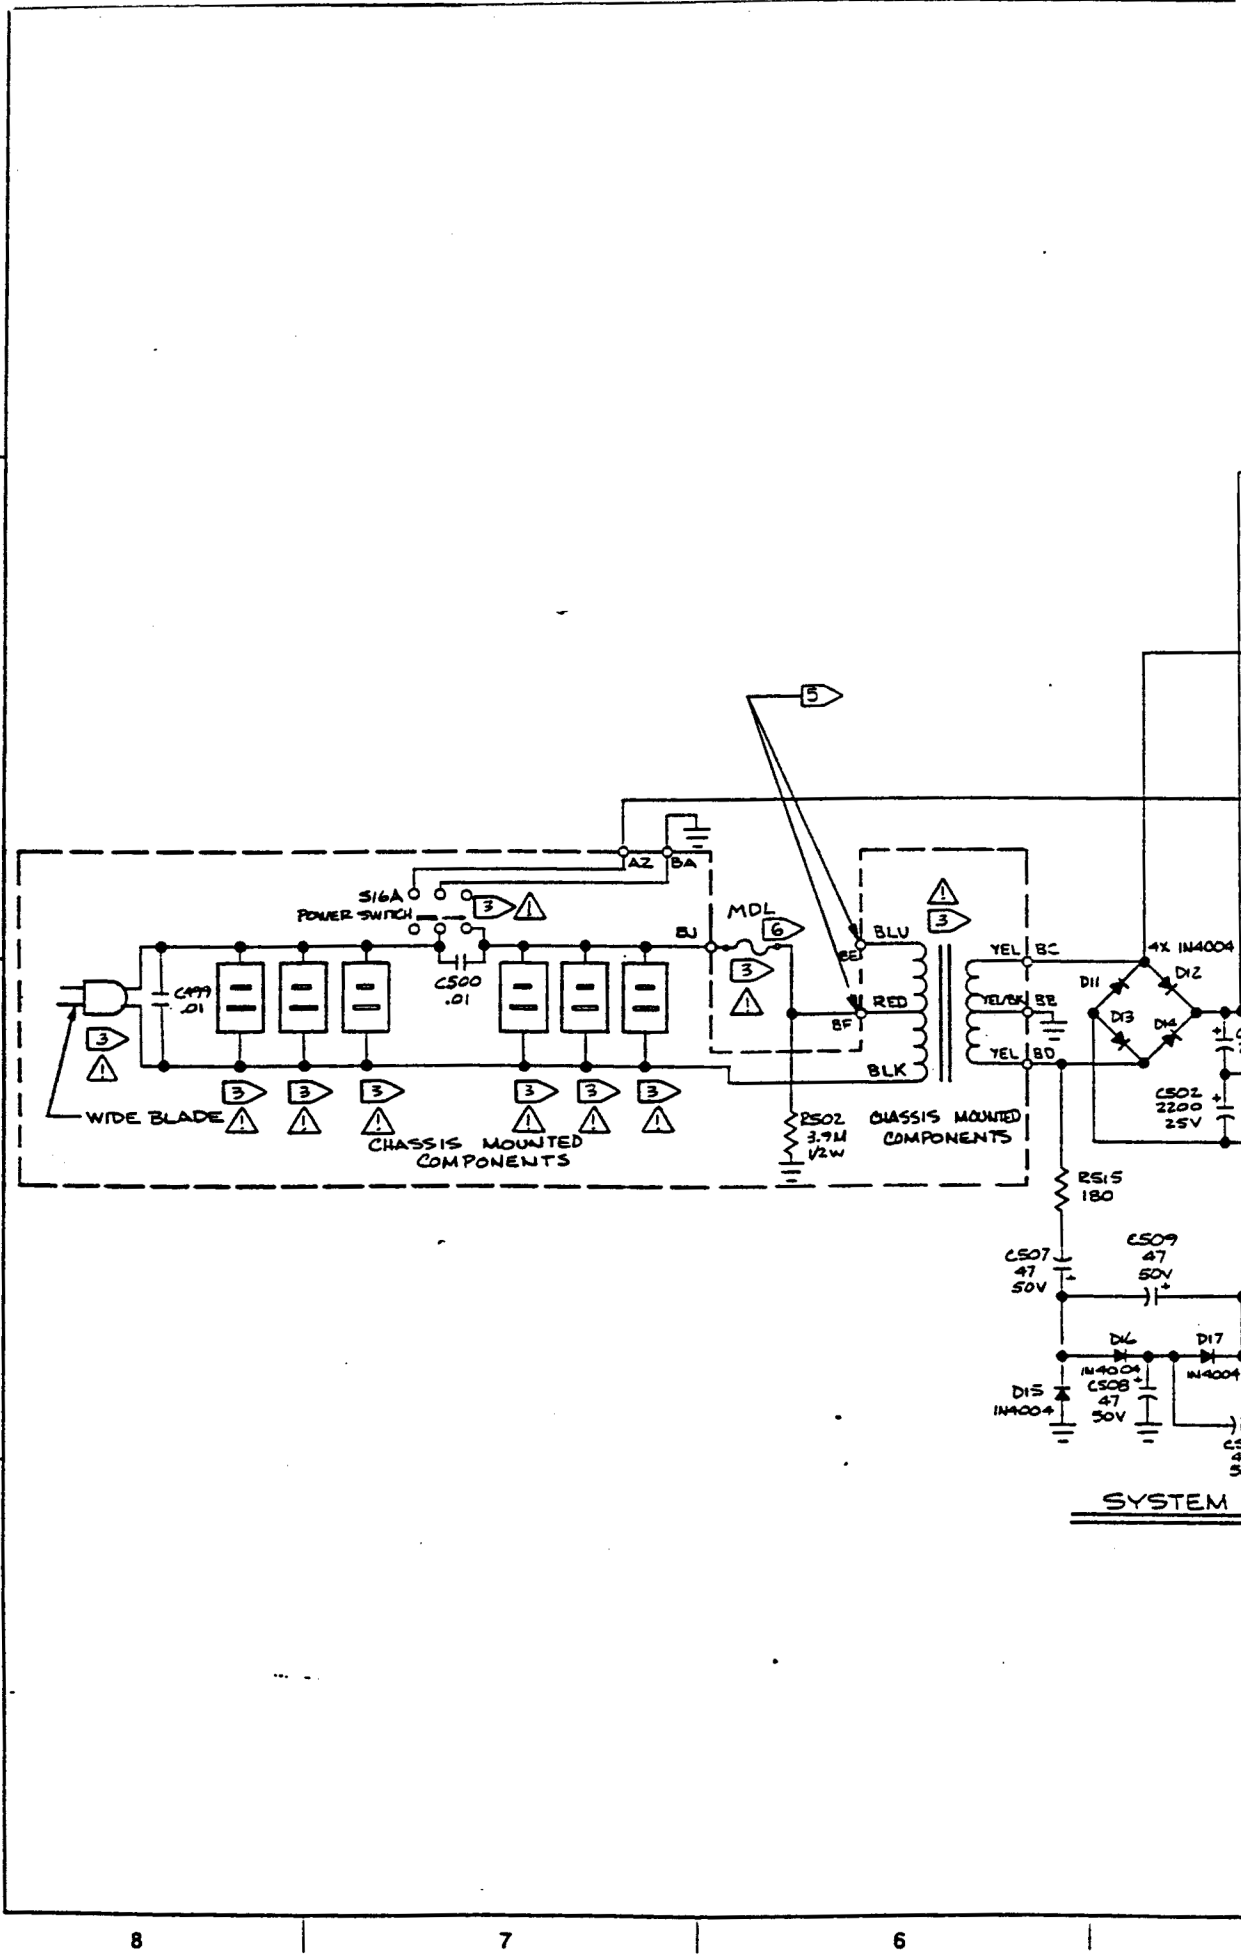 5
AZ
BA
S16A
POWER SWITCH
3
!
MDL
6
BU
3
!
C499
.01
C500
.01
3
!
WIDE BLADE
3
!
3
!
3
!
3
!
3
!
3
!
CHASSIS MOUNTED
COMPONENTS
BE
BLU
BF
RED
BLK
!
3
YEL BC
YEL/BK BB
YEL BD
CHASSIS MOUNTED
COMPONENTS
R502
3.9M
1/2W
4X 1N4004
D11
D12
D13
D14
C502
2200
25V
R515
180
C507
47
50V
C509
47
50V
D16
1N4004
D17
1N4004
C508
47
50V
D15
1N4004
SYSTEM
8
7
6